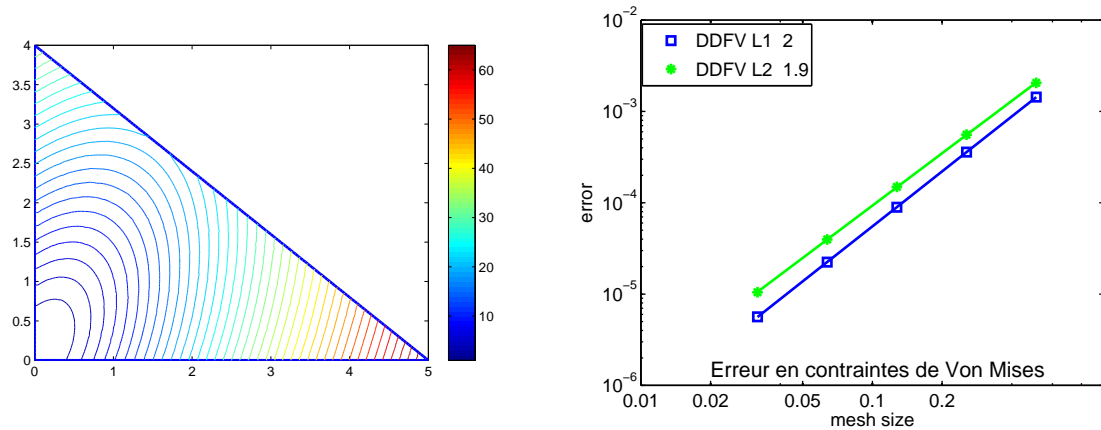 4
3.5
3
2.5
2
1.5
1
0.5
0
0 1 2 3 4 5
60
50
40
30
20
10
10^-2
10^-3
10^-4
10^-5
10^-6
error
DDFV L1 2
DDFV L2 1.9
Erreur en contraintes de Von Mises
0.01 0.02 0.05 0.1 0.2
mesh size